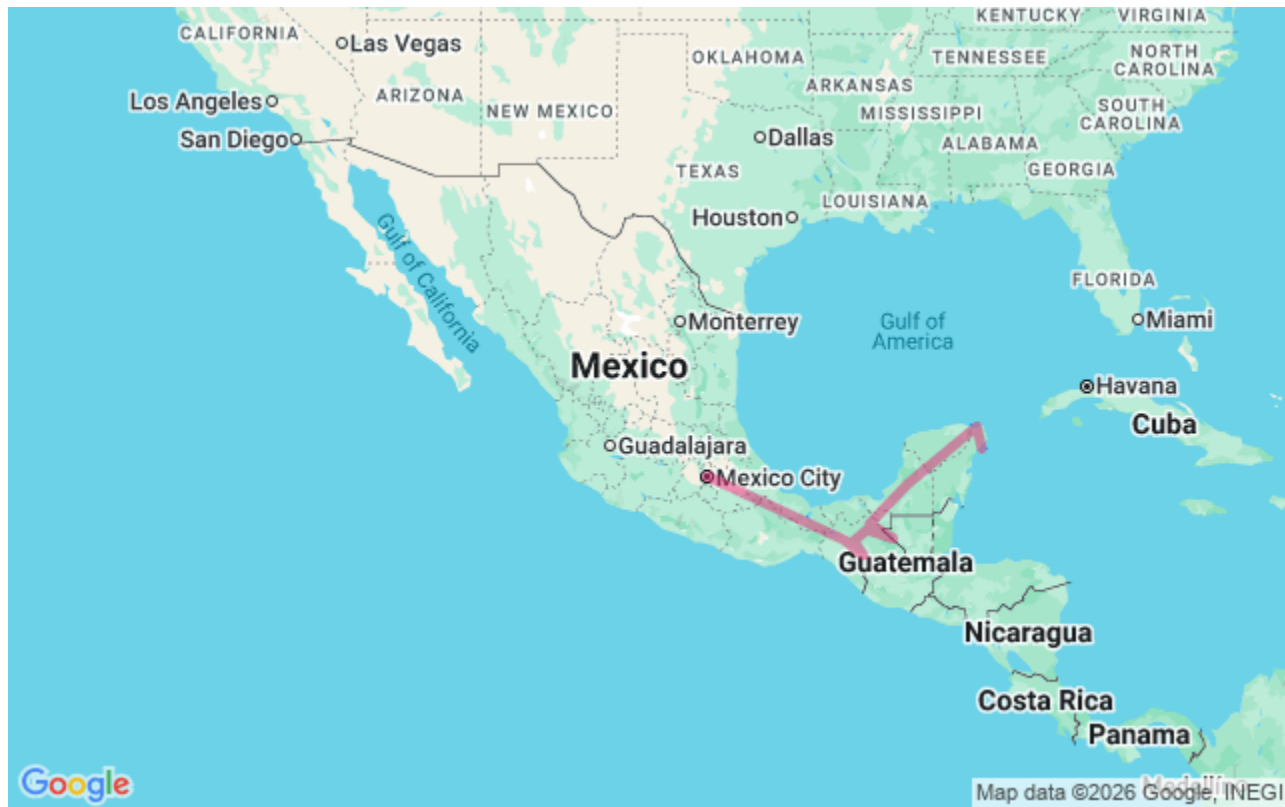 KENTUCKY
VIRGINIA
CALIFORNIA
Las Vegas
OKLAHOMA
TENNESSEE
NORTH
CAROLINA
Los Angeles
ARIZONA
NEW MEXICO
ARKANSAS
MISSISSIPPI
SOUTH
CAROLINA
San Diego
Dallas
ALABAMA
TEXAS
GEORGIA
Houston
LOUISIANA
Gulf of California
FLORIDA
Monterrey
Gulf of
America
Miami
Mexico
Havana
Cuba
Guadalajara
Mexico City
Guatemala
Nicaragua
Costa Rica
Panama
Google
Map data ©2026 Google, INEGI